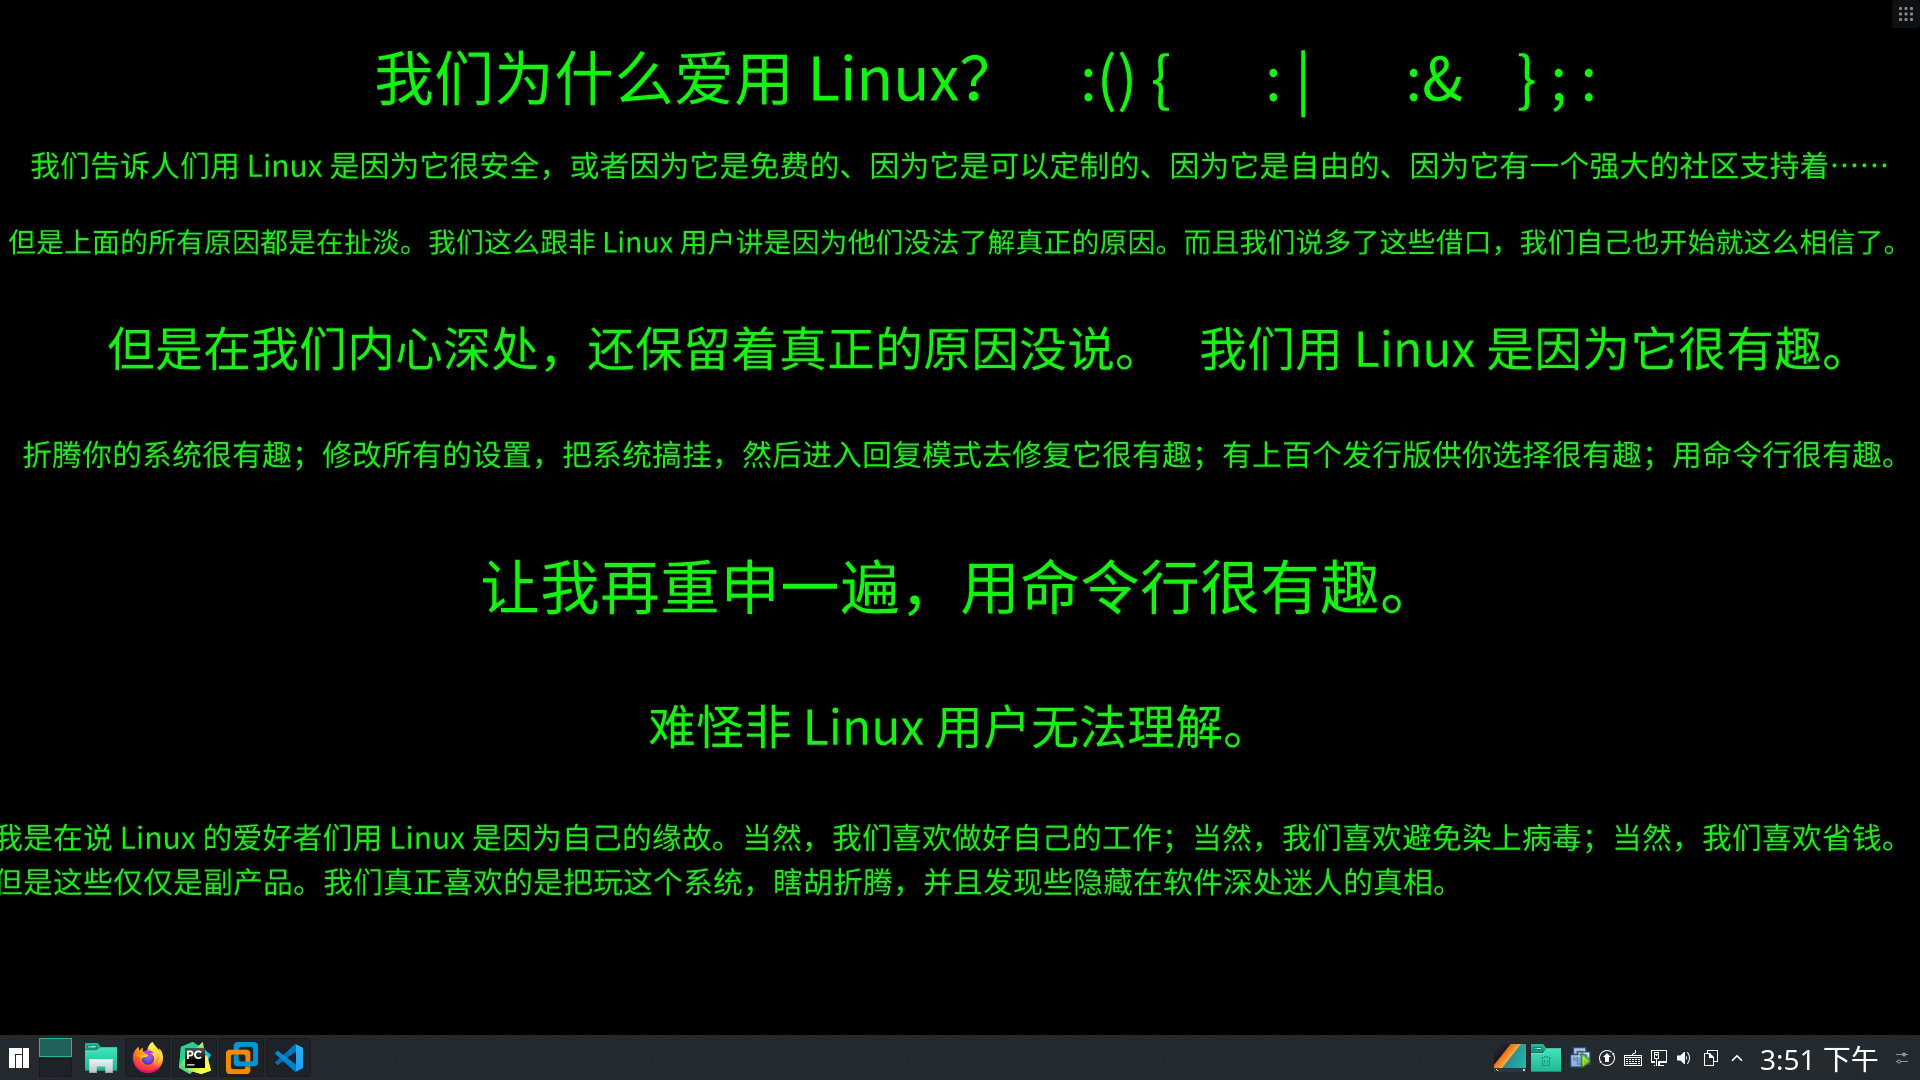 我们为什么爱用 Linux？ :() { : | :& } ; :
我们告诉人们用 Linux 是因为它很安全，或者因为它是免费的、因为它是可以定制的、因为它是自由的、因为它有一个强大的社区支持着……
但是上面的所有原因都是在扯淡。我们这么跟非 Linux 用户讲是因为他们没法了解真正的原因。而且我们说多了这些借口，我们自己也开始就这么相信了。
但是在我们内心深处，还保留着真正的原因没说。 我们用 Linux 是因为它很有趣。
折腾你的系统很有趣；修改所有的设置，把系统搞挂，然后进入回复模式去修复它很有趣；有上百个发行版供你选择很有趣；用命令行很有趣。
让我再重申一遍，用命令行很有趣。
难怪非 Linux 用户无法理解。
我是在说 Linux 的爱好者们用 Linux 是因为自己的缘故。当然，我们喜欢做好自己的工作；当然，我们喜欢避免染上病毒；当然，我们喜欢省钱。
但是这些仅仅是副产品。我们真正喜欢的是把玩这个系统，瞎胡折腾，并且发现些隐藏在软件深处迷人的真相。
PC
3:51 下午